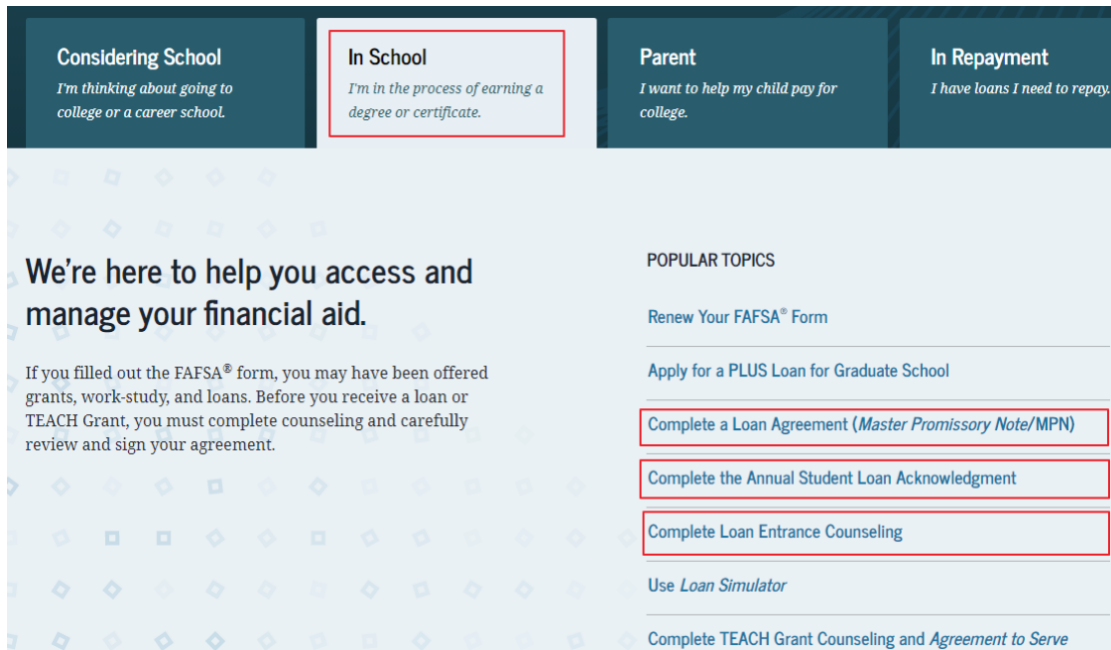 Considering School
I'm thinking about going to
college or a career school.
In School
I'm in the process of earning a
degree or certificate.
Parent
I want to help my child pay for
college.
In Repayment
I have loans I need to repay.
We're here to help you access and
manage your financial aid.
If you filled out the FAFSA® form, you may have been offered
grants, work-study, and loans. Before you receive a loan or
TEACH Grant, you must complete counseling and carefully
review and sign your agreement.
POPULAR TOPICS
Renew Your FAFSA® Form
Apply for a PLUS Loan for Graduate School
Complete a Loan Agreement (Master Promissory Note/MPN)
Complete the Annual Student Loan Acknowledgment
Complete Loan Entrance Counseling
Use Loan Simulator
Complete TEACH Grant Counseling and Agreement to Serve